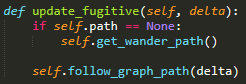 def update_fugitive(self, delta):
    if self.path == None:
        self.get_wander_path()
    self.follow_graph_path(delta)